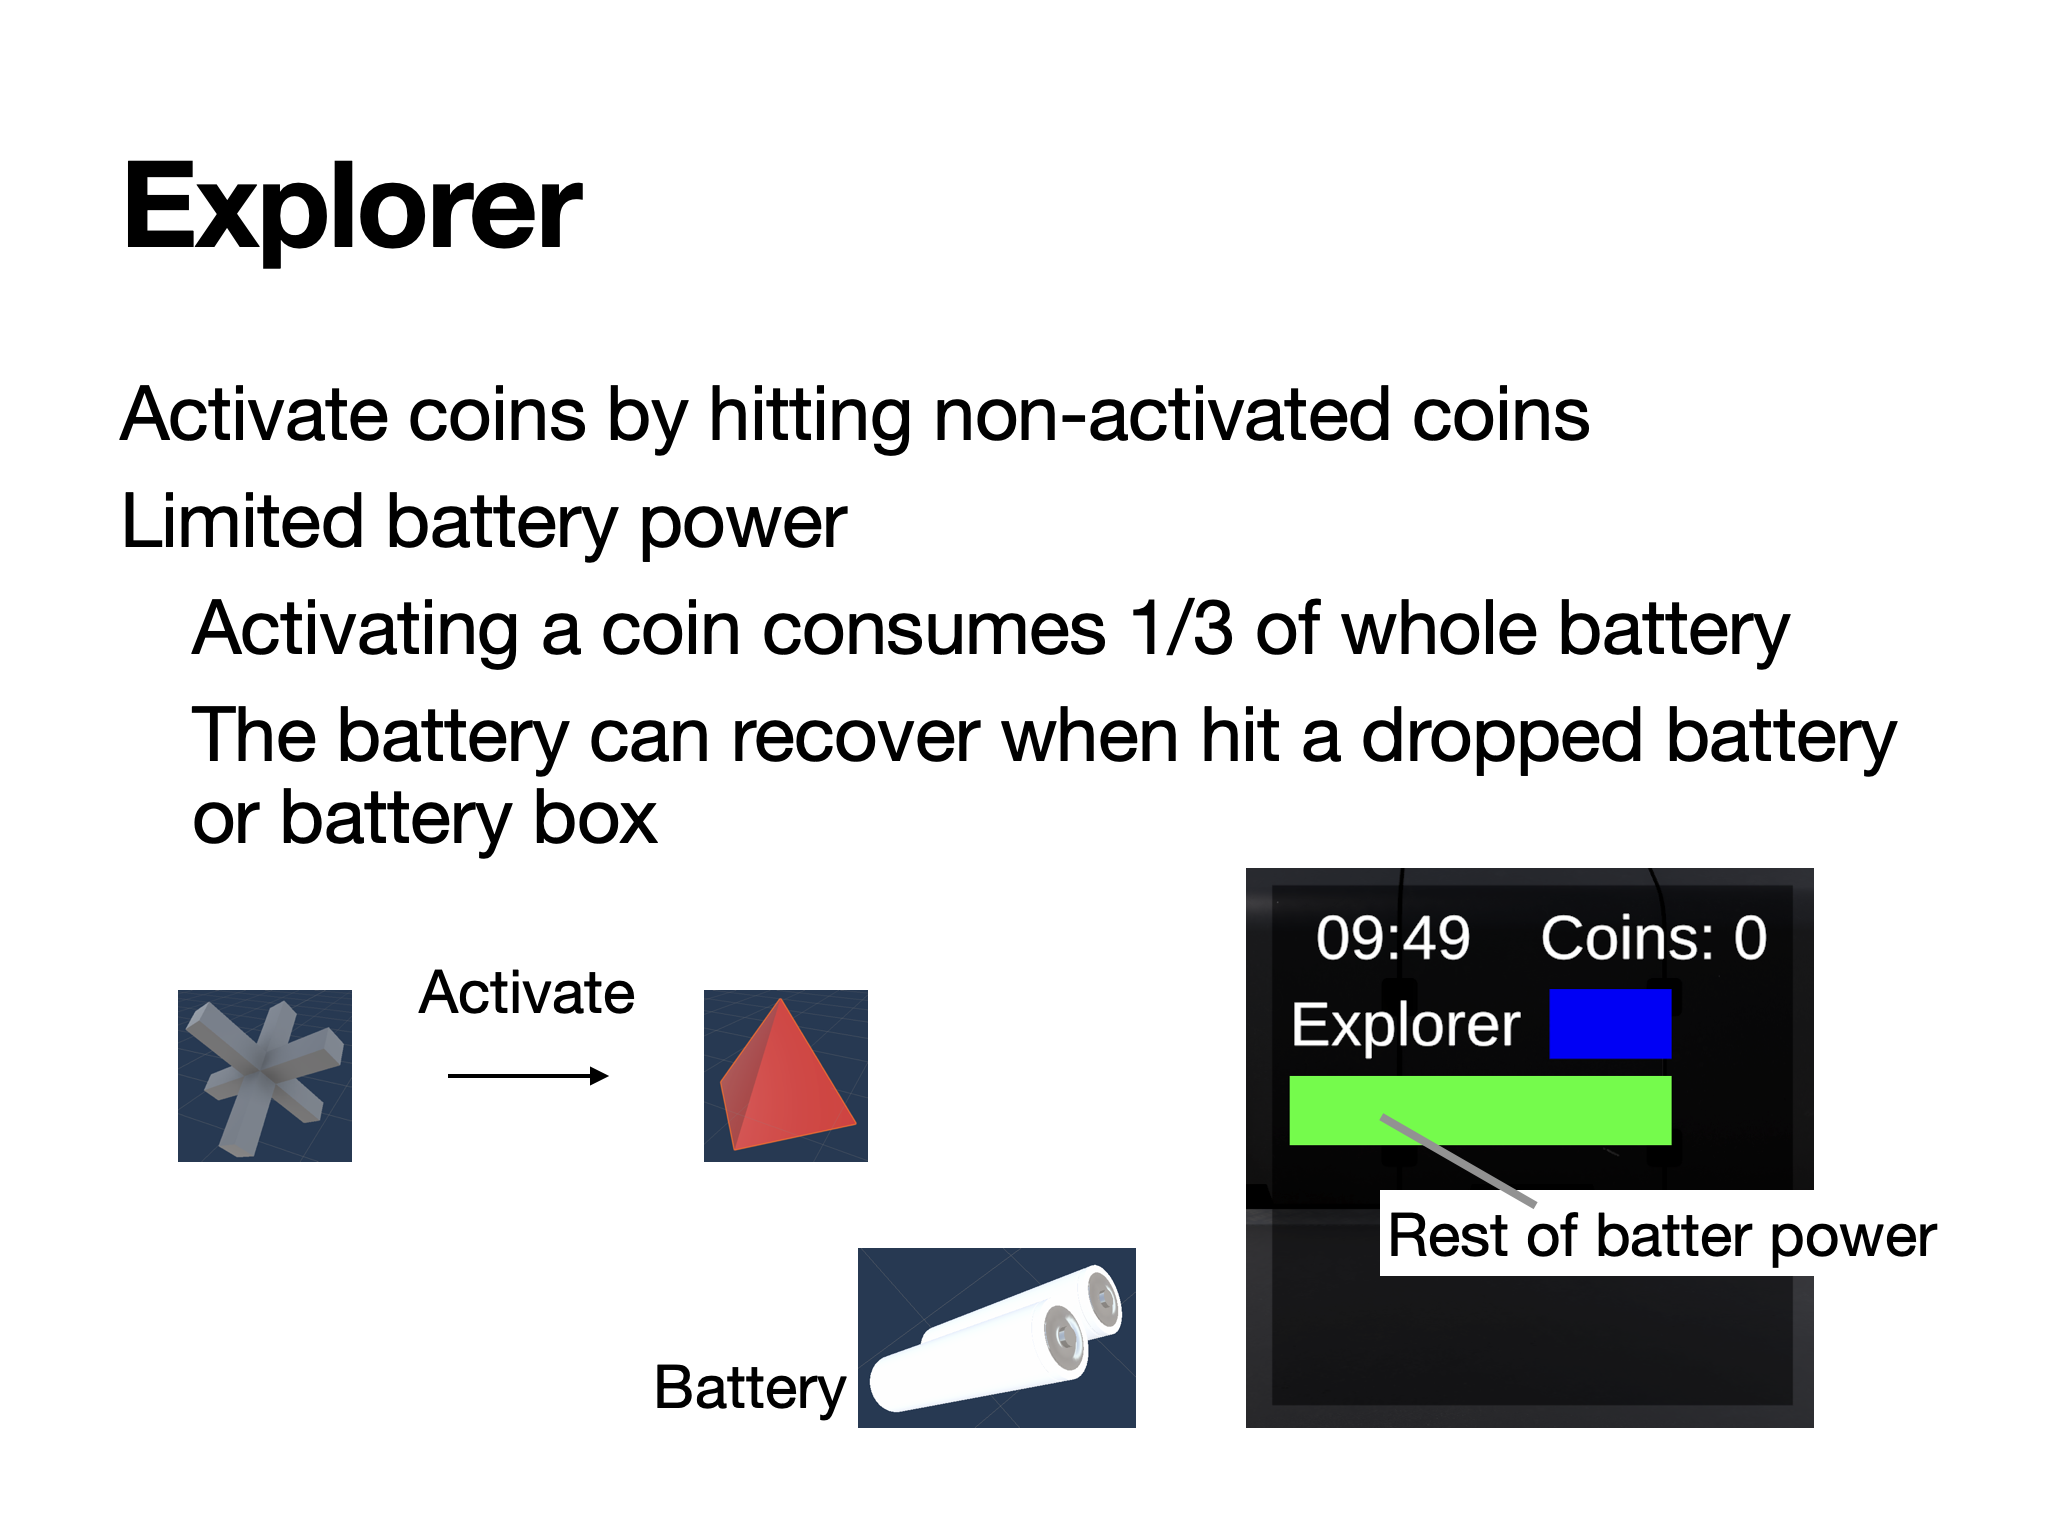 Explorer
Activate coins by hitting non-activated coins
Limited battery power
Activating a coin consumes 1/3 of whole battery
The battery can recover when hit a dropped battery
or battery box
Activate
09:49 Coins: 0
Explorer
Rest of batter power
Battery